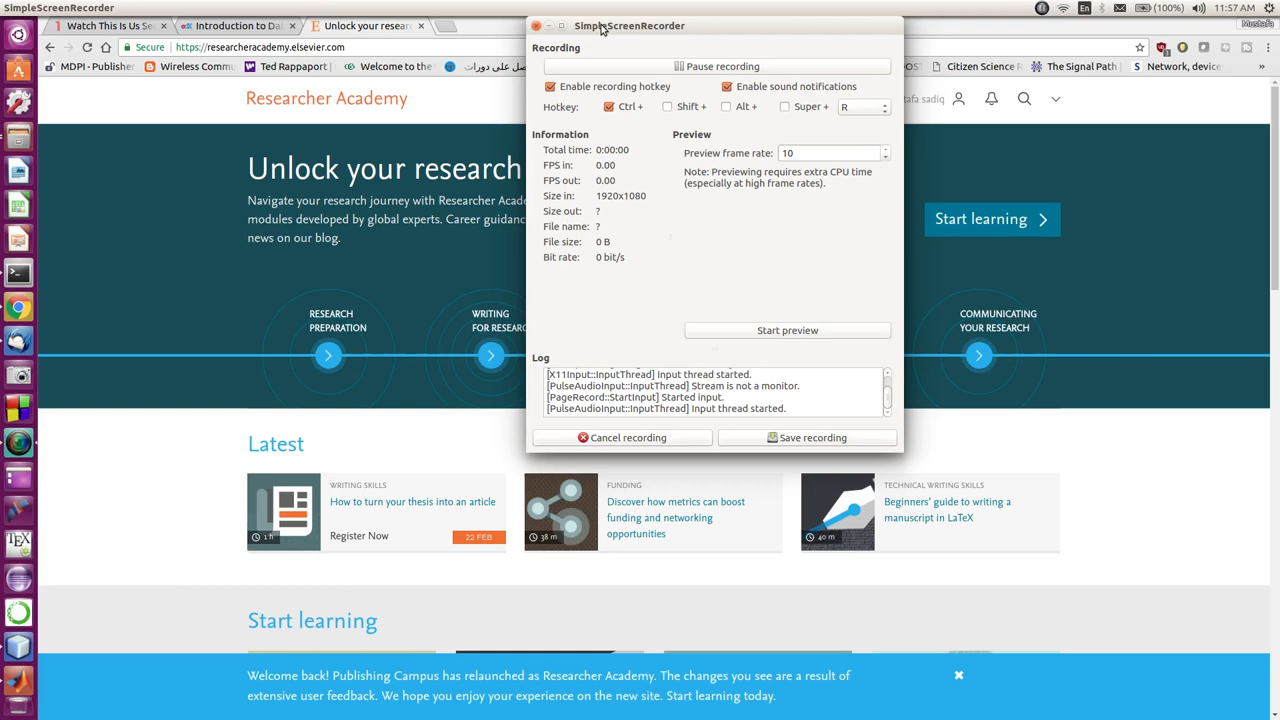 SimpleScreenRecorder
En
(100%)
11:57 AM
Mustafa
Watch This Is Us Se
Introduction to Da
Unlock your resear
Secure
https://researcheracademy.elsevier.com
MDPI - Publisher
Wireless Commu
Ted Rappaport
Welcome to the
Citizen Science
The Signal Path
Network, device
Researcher Academy
sadiq
Unlock your research
Navigate your research journey with Researcher Academy
modules developed by global experts. Career guidance
news on our blog.
Start learning
RESEARCH
PREPARATION
WRITING
FOR RESEARC
COMMUNICATING
YOUR RESEARCH
SimpleScreenRecorder
Recording
Pause recording
Enable recording hotkey
Enable sound notifications
Hotkey:
Ctrl +
Shift +
Alt +
Super +
R
Information
Total time: 0:00:00
FPS in: 0.00
FPS out: 0.00
Size in: 1920x1080
Size out: ?
File name: ?
File size: 0 B
Bit rate: 0 bit/s
Preview
Preview frame rate: 10
Note: Previewing requires extra CPU time
(especially at high frame rates).
Start preview
Log
[X11Input::InputThread] Input thread started.
[PulseAudioInput::InputThread] Stream is not a monitor.
[PageRecord::StartInput] Started input.
[PulseAudioInput::InputThread] Input thread started.
Cancel recording
Save recording
Latest
1 h
WRITING SKILLS
How to turn your thesis into an article
Register Now
22 FEB
38 m
FUNDING
Discover how metrics can boost
funding and networking
opportunities
40 m
TECHNICAL WRITING SKILLS
Beginners' guide to writing a
manuscript in LaTeX
Start learning
Welcome back! Publishing Campus has relaunched as Researcher Academy. The changes you see are a result of
extensive user feedback. We hope you enjoy your experience on the new site. Start learning today.